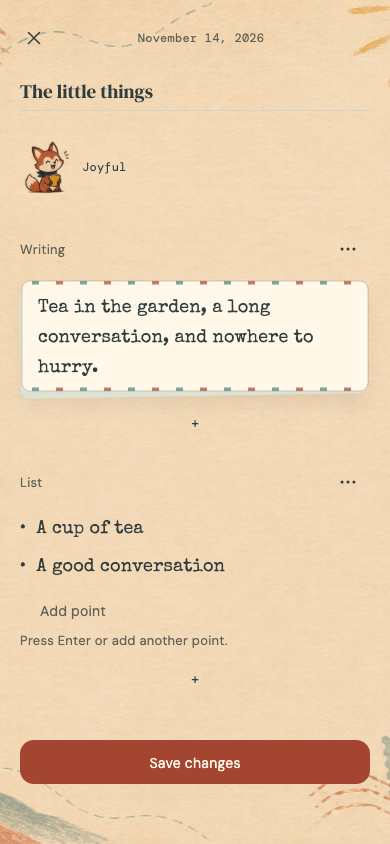 November 14, 2026
The little things
Joyful
Writing
Tea in the garden, a long
conversation, and nowhere to
hurry.
+
List
• A cup of tea
• A good conversation
Add point
Press Enter or add another point.
+
Save changes